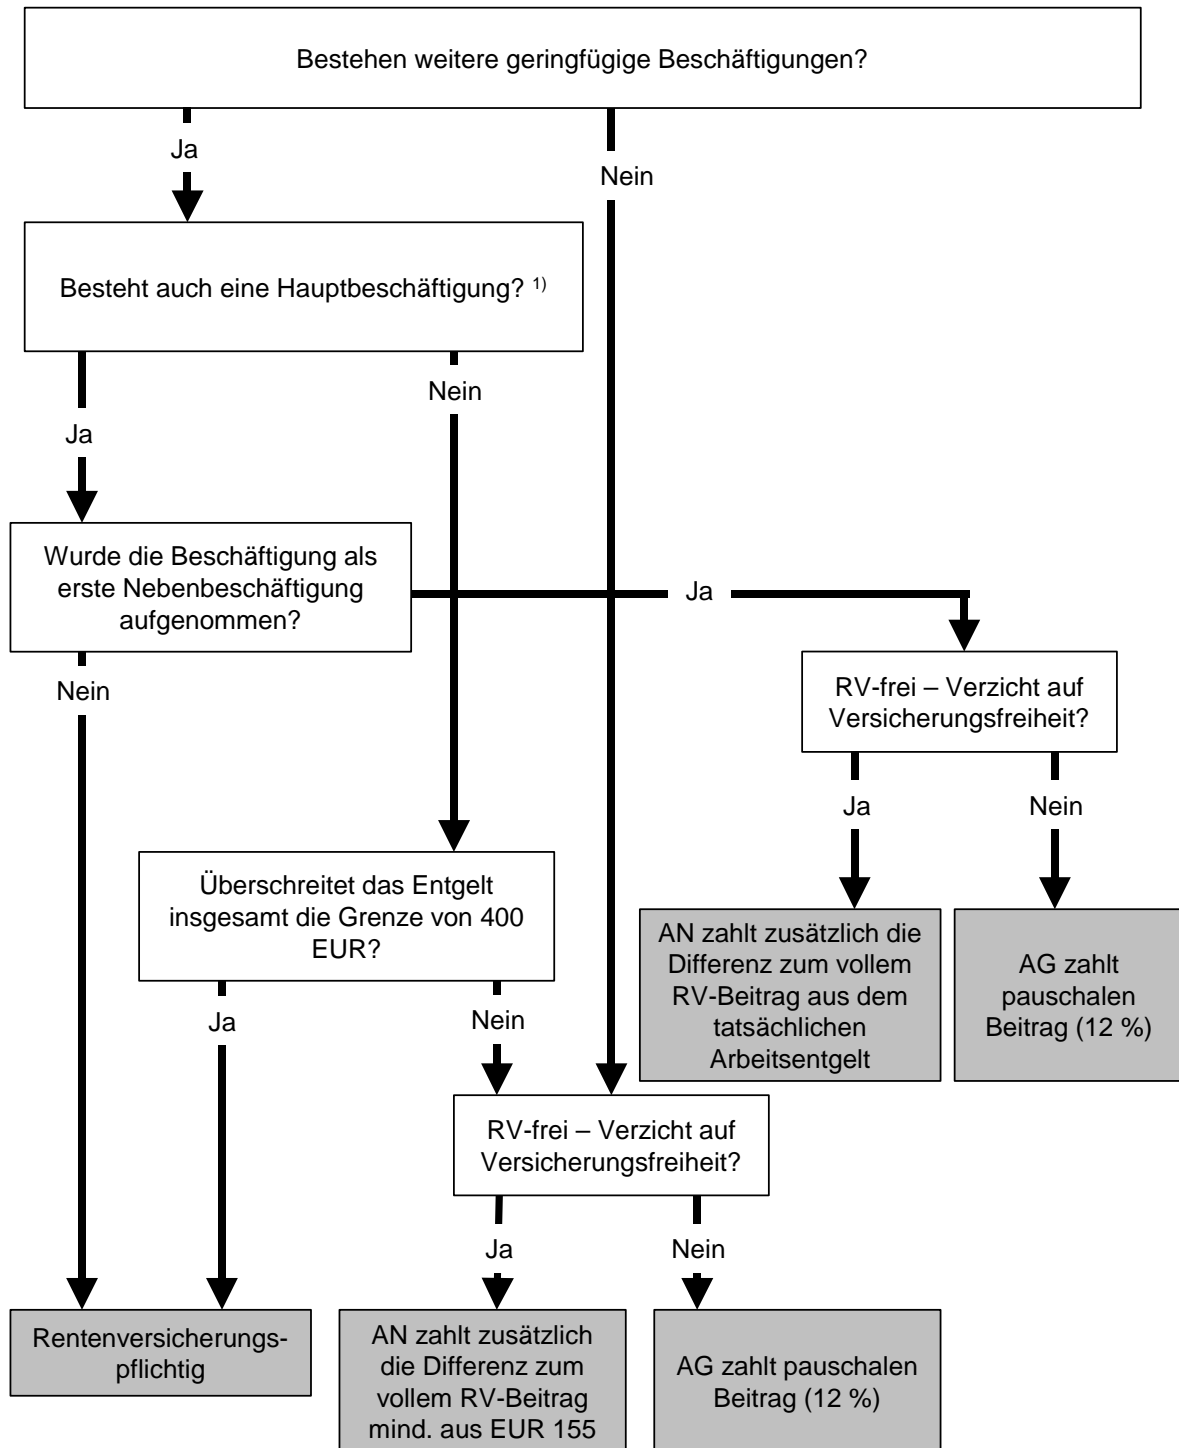 Bestehen weitere geringfügige Beschäftigungen?
Ja
Nein
Besteht auch eine Hauptbeschäftigung? 1)
Nein
Ja
Wurde die Beschäftigung als
erste Nebenbeschäftigung
aufgenommen?
Ja
Nein
RV-frei – Verzicht auf
Versicherungsfreiheit?
Ja
Nein
Überschreitet das Entgelt
insgesamt die Grenze von 400
EUR?
AN zahlt zusätzlich die
Differenz zum vollem
RV-Beitrag aus dem
tatsächlichen
Arbeitsentgelt
AG zahlt
pauschalen
Beitrag (12 %)
Ja
Nein
RV-frei – Verzicht auf
Versicherungsfreiheit?
Ja
Nein
Rentenversicherungs-
pflichtig
AN zahlt zusätzlich
die Differenz zum
vollem RV-Beitrag
mind. aus EUR 155
AG zahlt pauschalen
Beitrag (12 %)